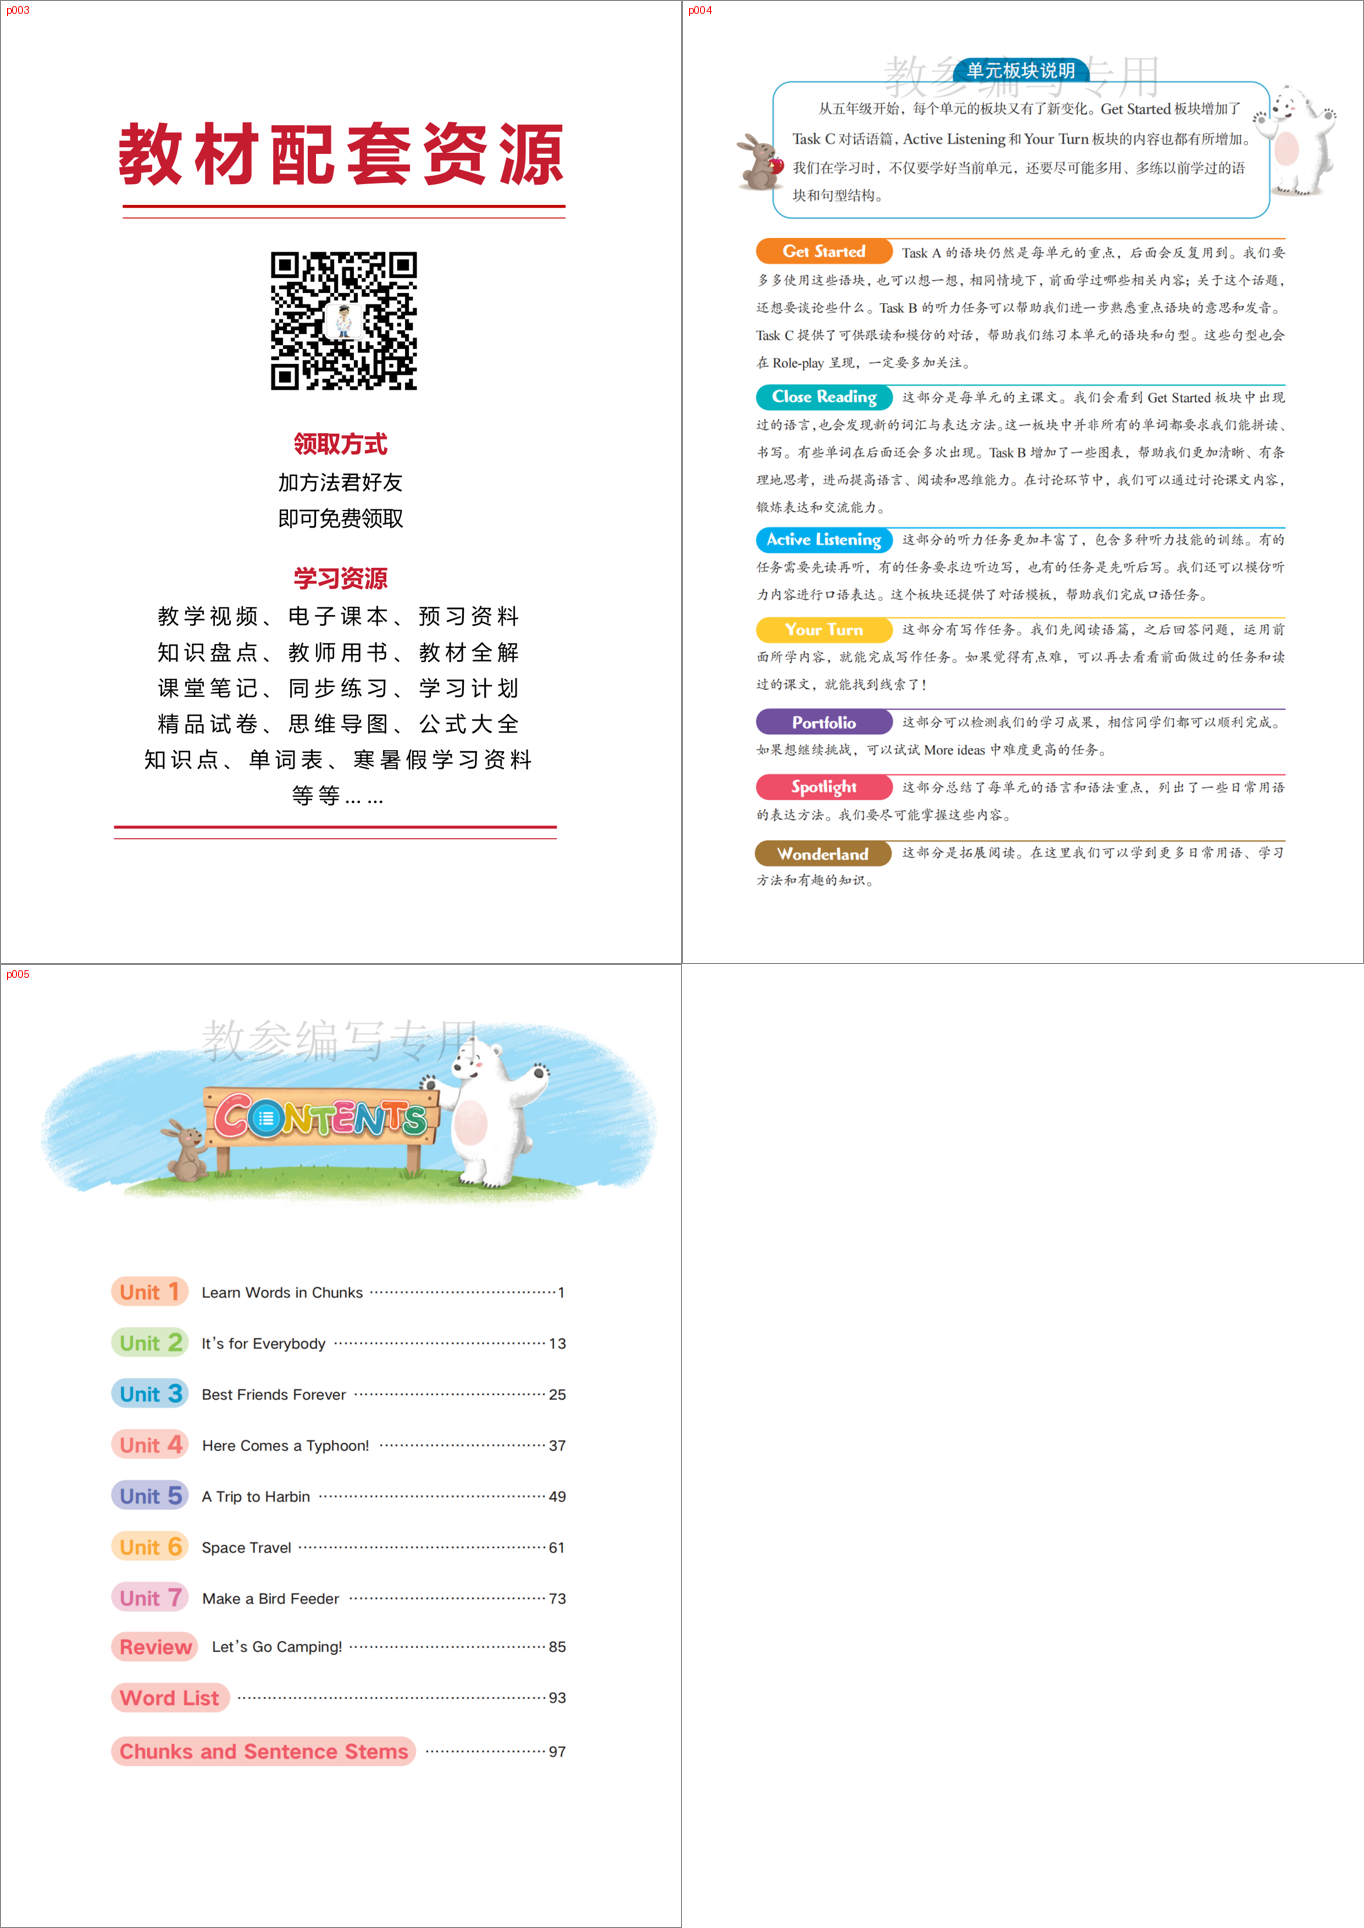 p003
教材配套资源
领取方式
加方法君好友
即可免费领取
学习资源
教学视频、电子课本、预习资料
知识盘点、教师用书、教材全解
课堂笔记、同步练习、学习计划
精品试卷、思维导图、公式大全
知识点、单词表、寒暑假学习资料
等等……
p004
教参编写专用
单元板块说明
从五年级开始，每个单元的板块又有了新变化。Get Started 板块增加了
Task C 对话语篇，Active Listening 和 Your Turn 板块的内容也都有所增加。
我们在学习时，不仅要学好当前单元，还要尽可能多用、多练以前学过的语
块和句型结构。
Get Started Task A 的语块仍然是每单元的重点，后面会反复用到。我们要
多多使用这些语块，也可以想一想，相同情境下，前面学过哪些相关内容；关于这个话题，
还想要谈论些什么。Task B 的听力任务可以帮助我们进一步熟悉重点语块的意思和发音。
Task C 提供了可供跟读和模仿的对话，帮助我们练习本单元的语块和句型。这些句型也会
在 Role-play 呈现，一定要多加关注。
Close Reading 这部分是每单元的主课文。我们会看到 Get Started 板块中出现
过的语言，也会发现新的词汇与表达方法。这一板块中并非所有的单词都要求我们能拼读、
书写。有些单词在后面还会多次出现。Task B 增加了一些图表，帮助我们更加清晰、有条
理地思考，进而提高语言、阅读和思维能力。在讨论环节中，我们可以通过讨论课文内容，
锻炼表达和交流能力。
Active Listening 这部分的听力任务更加丰富了，包含多种听力技能的训练。有的
任务需要先读再听，有的任务要求边听边写，也有的任务是先听后写。我们还可以模仿听
力内容进行口语表达。这个板块还提供了对话模板，帮助我们完成口语任务。
Your Turn 这部分有写作任务。我们先阅读语篇，之后回答问题，运用前
面所学内容，就能完成写作任务。如果觉得有点难，可以再去看看前面做过的任务和读
过的课文，就能找到线索了！
Portfolio 这部分可以检测我们的学习成果，相信同学们都可以顺利完成。
如果想继续挑战，可以试试 More ideas 中难度更高的任务。
Spotlight 这部分总结了每单元的语言和语法重点，列出了一些日常用语
的表达方法。我们要尽可能掌握这些内容。
Wonderland 这部分是拓展阅读。在这里我们可以学到更多日常用语、学习
方法和有趣的知识。
p005
教参编写专用
CONTENTS
Unit 1 Learn Words in Chunks 1
Unit 2 It's for Everybody 13
Unit 3 Best Friends Forever 25
Unit 4 Here Comes a Typhoon! 37
Unit 5 A Trip to Harbin 49
Unit 6 Space Travel 61
Unit 7 Make a Bird Feeder 73
Review Let's Go Camping! 85
Word List 93
Chunks and Sentence Stems 97